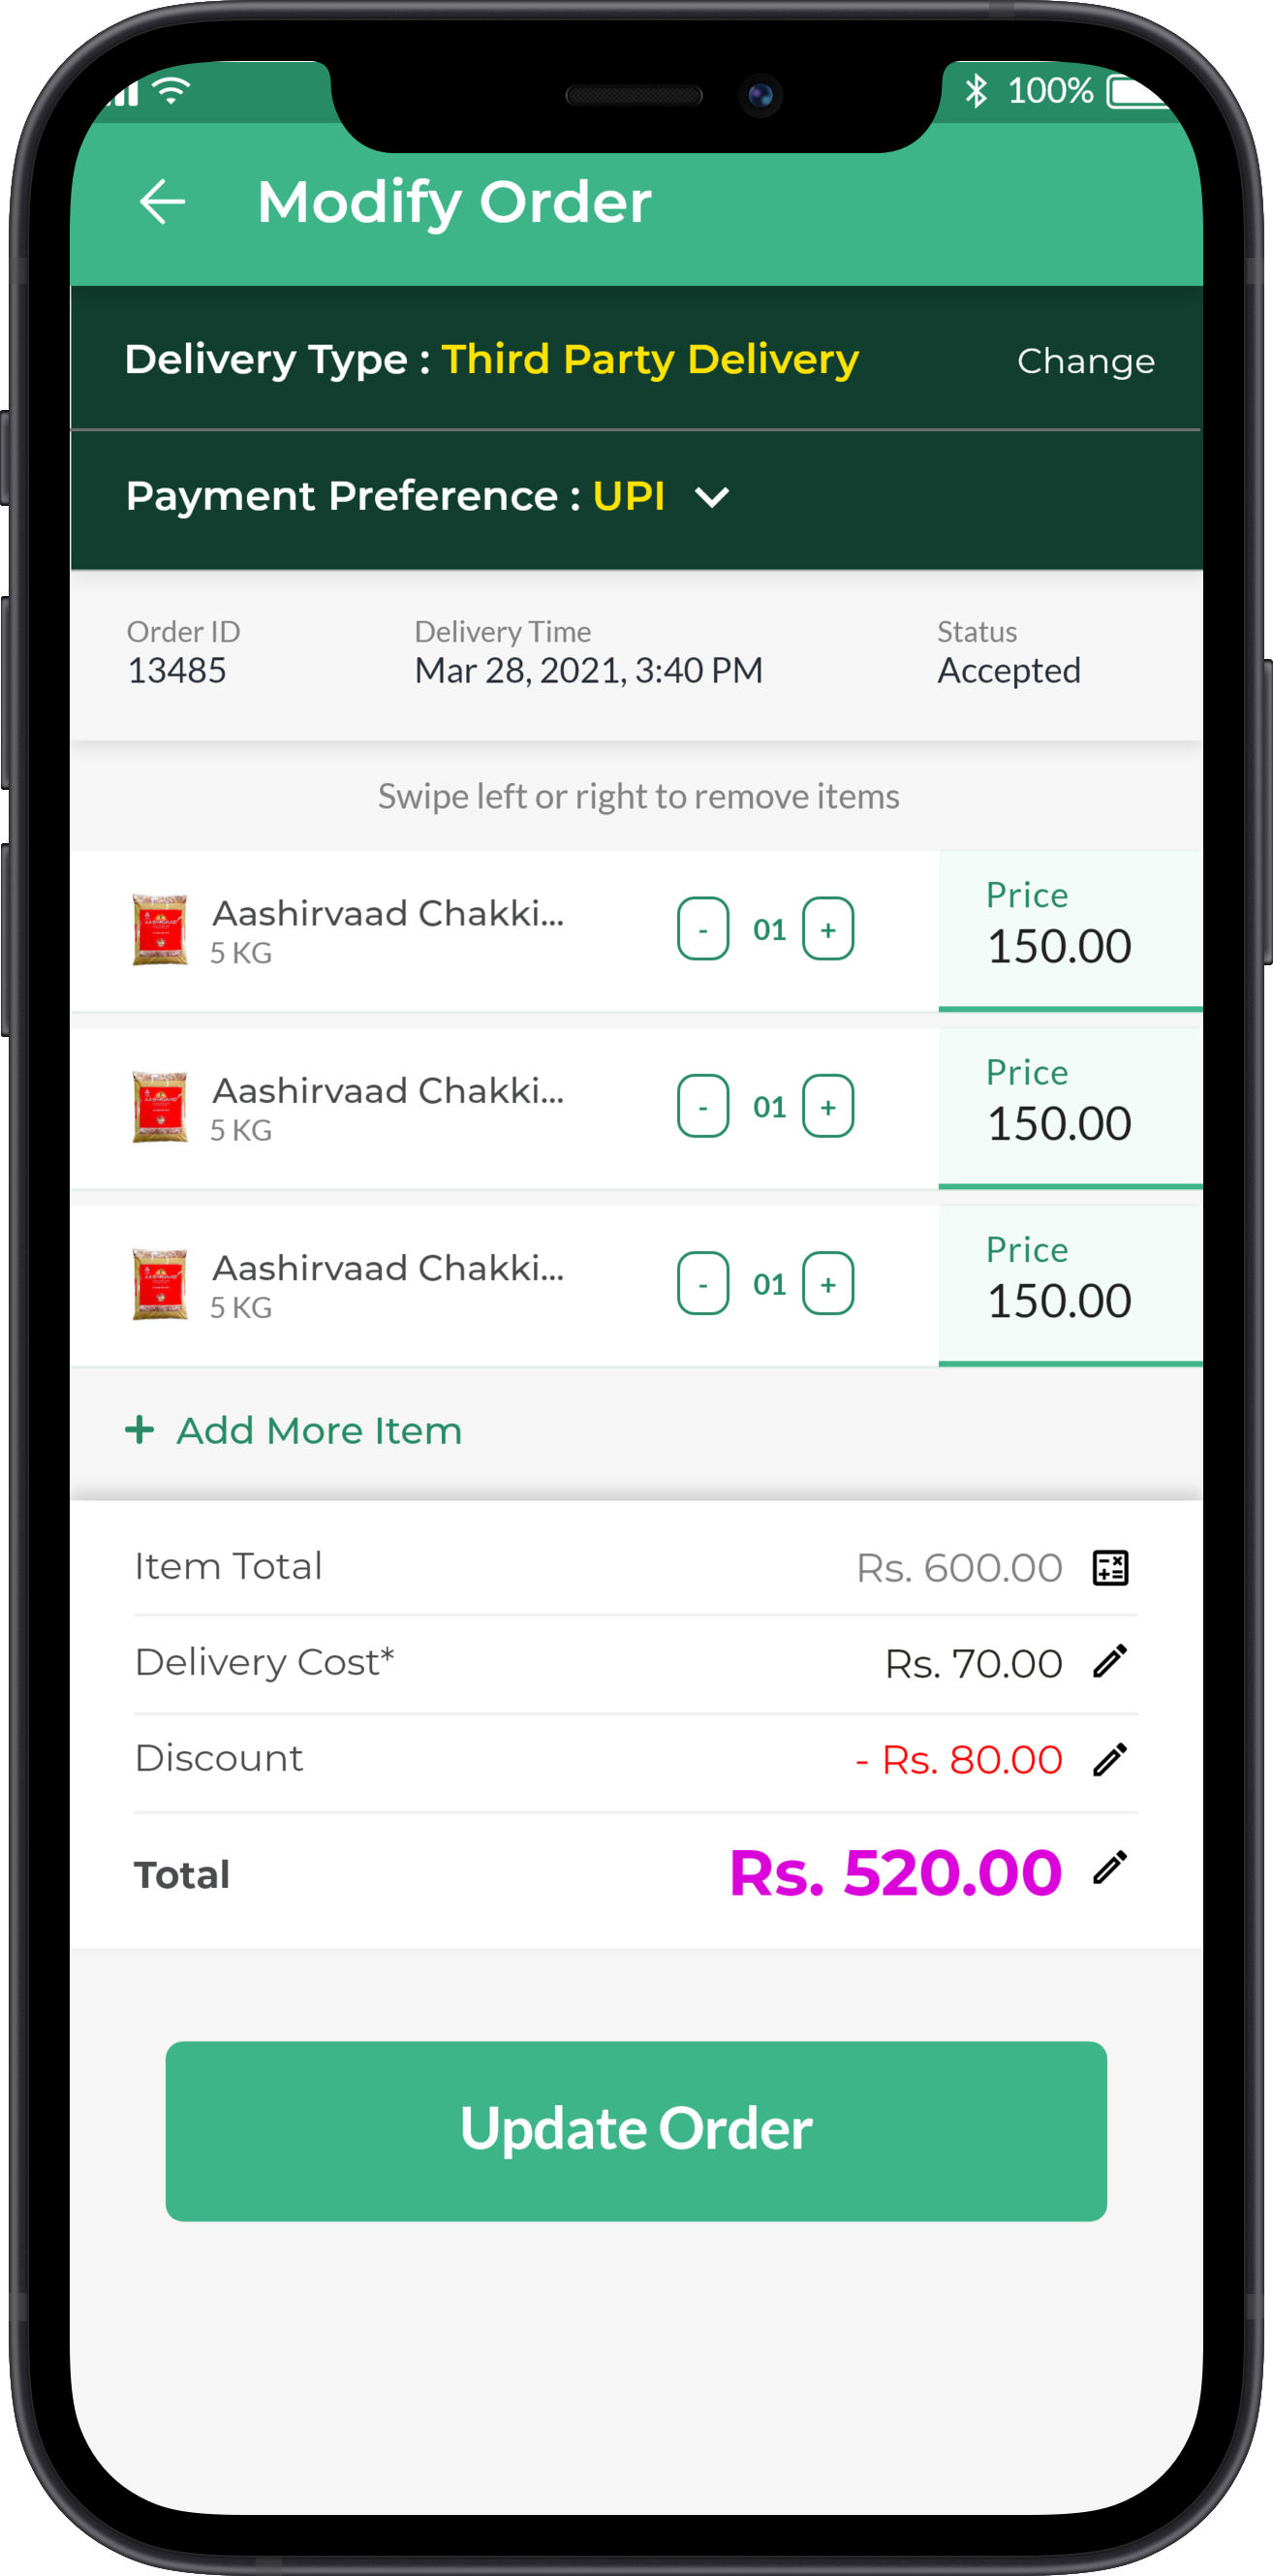 100%
Modify Order
Delivery Type : Third Party Delivery
Change
Payment Preference : UPI
Order ID
Delivery Time
Status
13485
Mar 28, 2021, 3:40 PM
Accepted
Swipe left or right to remove items
Aashirvaad Chakki...
5 KG
- 01 +
Price
150.00
Aashirvaad Chakki...
5 KG
- 01 +
Price
150.00
Aashirvaad Chakki...
5 KG
- 01 +
Price
150.00
+ Add More Item
Item Total
Rs. 600.00
Delivery Cost*
Rs. 70.00
Discount
- Rs. 80.00
Total
Rs. 520.00
Update Order